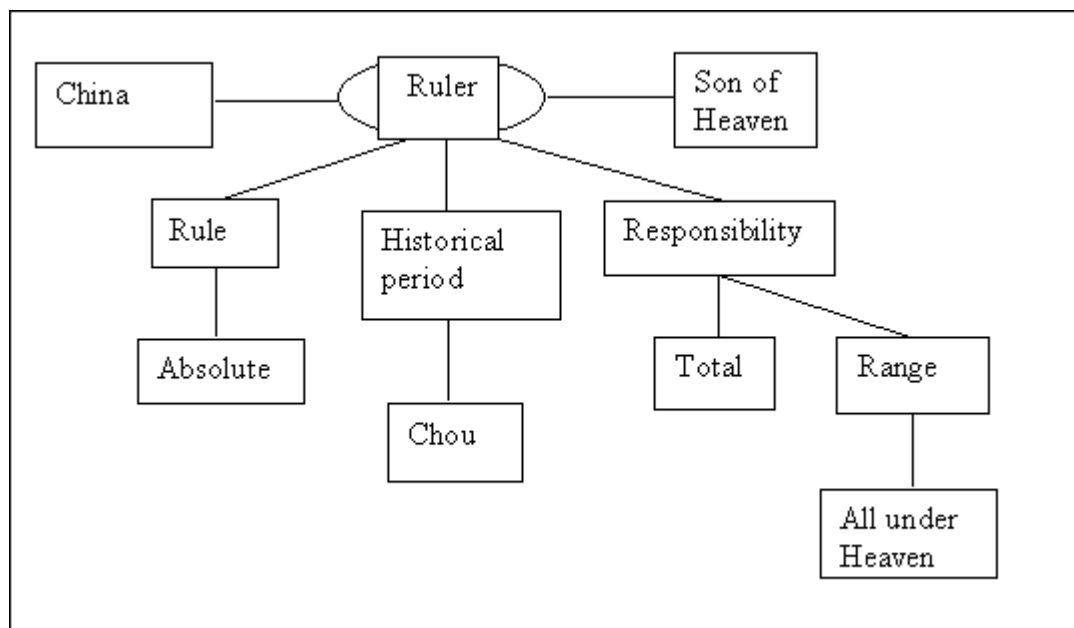 China
Ruler
Son of
Heaven
Rule
Historical
period
Responsibility
Absolute
Chou
Total
Range
All under
Heaven